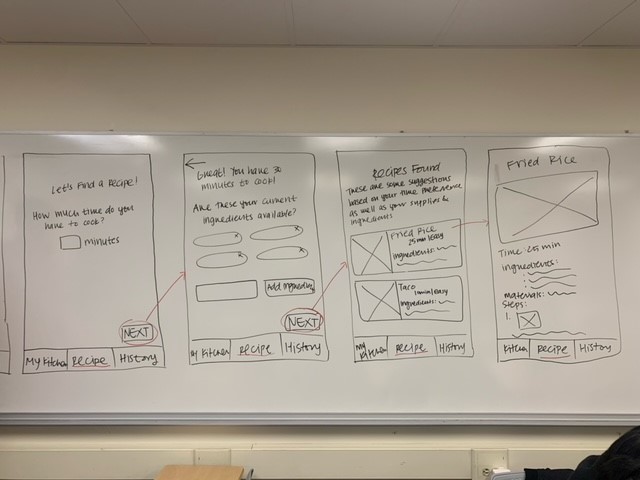 Let's Find a Recipe!
How much time do you
have to cook?
minutes
NEXT
My Kitchen
Recipe
History
Great! You have 30
minutes to cook!
Are these your current
ingredients available?
Add ingredient
NEXT
My Kitchen
Recipe
History
Recipes Found
These are some suggestions
based on your time preference
as well as your supplies &
ingredients
Fried Rice
25min/easy
ingredients:
Taco
min/easy
ingredients:
My
Kitchen
Recipe
History
Fried Rice
Time: 25 min
ingredients:
materials:
Steps:
1.
Kitchen
Recipe
History